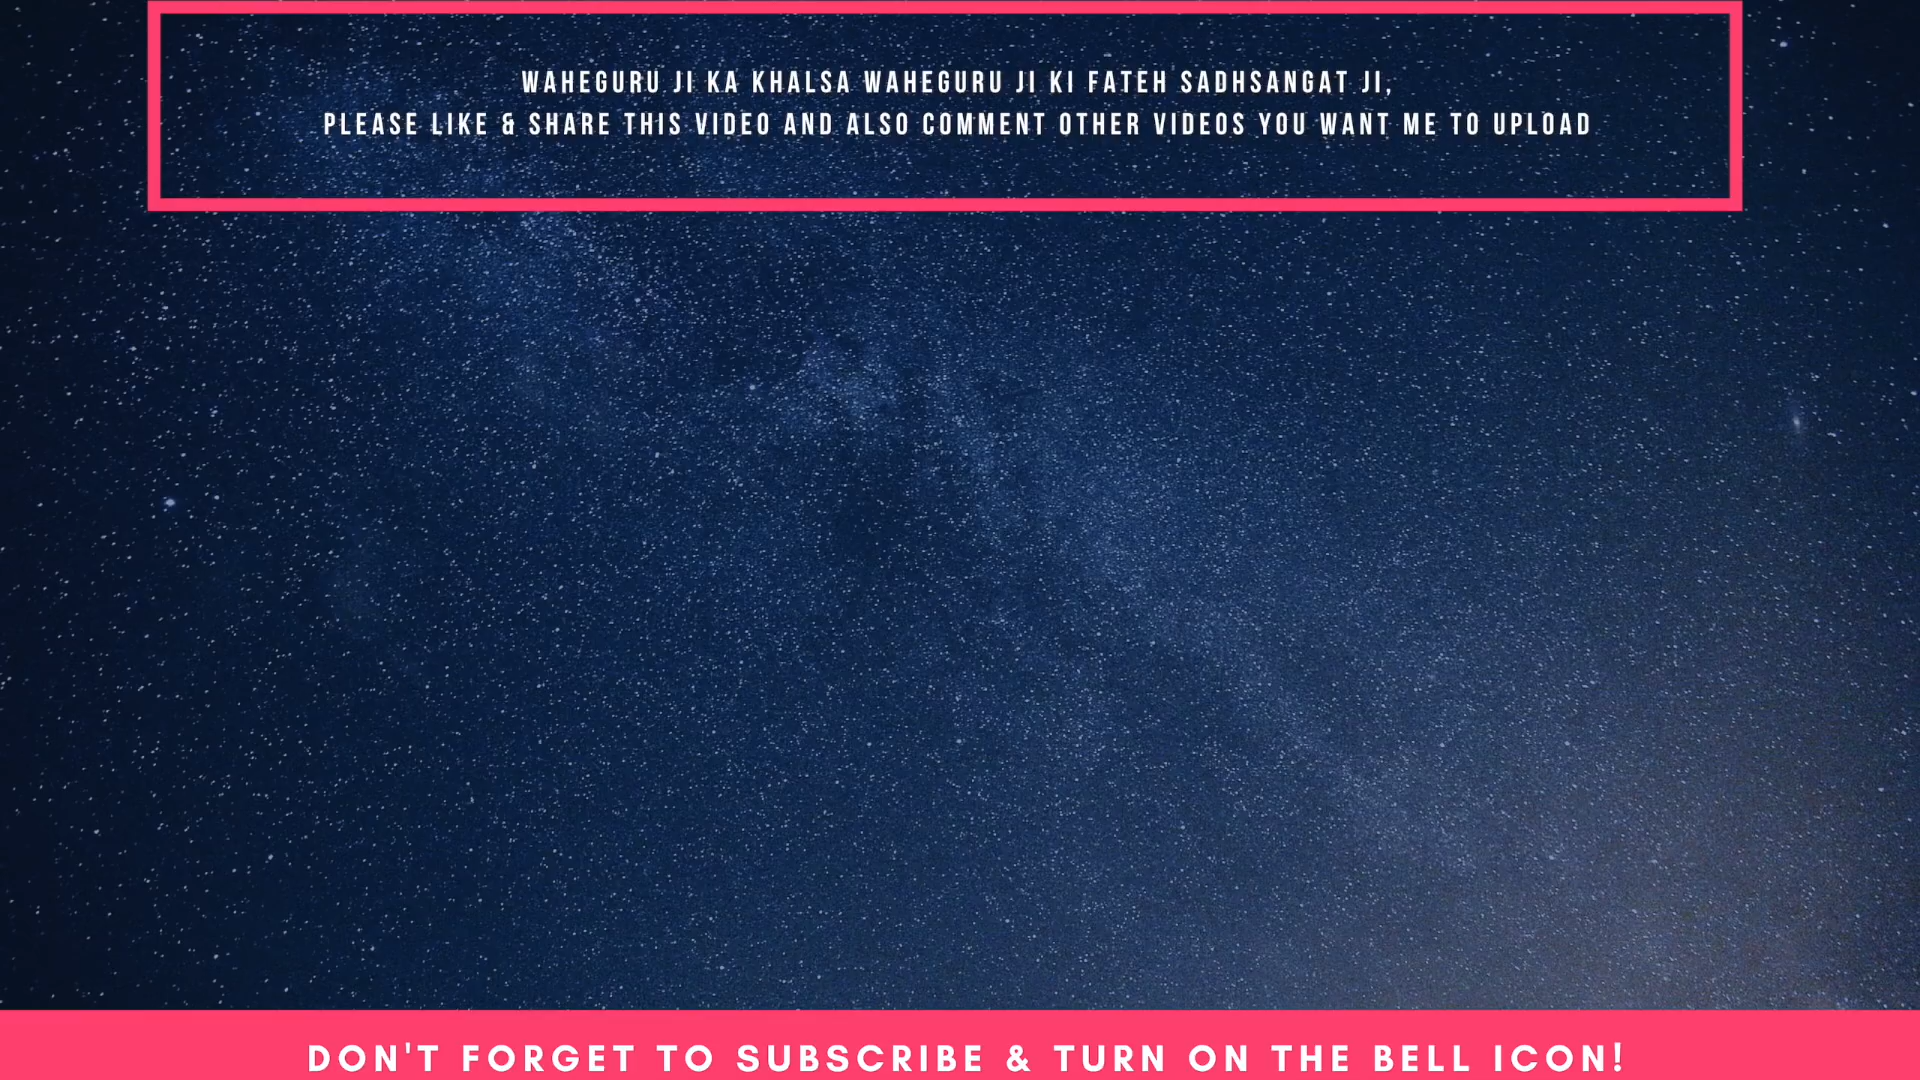 WAHEGURU JI KA KHALSA WAHEGURU JI KI FATEH SADHSANGAT JI,
PLEASE LIKE & SHARE THIS VIDEO AND ALSO COMMENT OTHER VIDEOS YOU WANT ME TO UPLOAD
DON'T FORGET TO SUBSCRIBE & TURN ON THE BELL ICON!